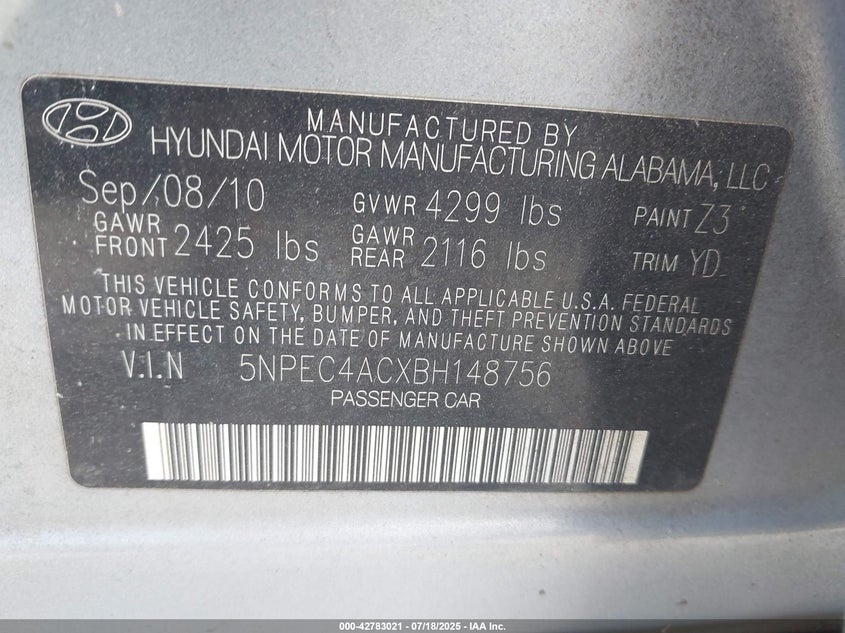 MANUFACTURED BY
HYUNDAI MOTOR MANUFACTURING ALABAMA, LLC
Sep/08/10 GVWR 4299 lbs PAINT Z3
GAWR FRONT 2425 lbs GAWR REAR 2116 lbs TRIM YD
THIS VEHICLE CONFORMS TO ALL APPLICABLE U.S.A. FEDERAL
MOTOR VEHICLE SAFETY, BUMPER, AND THEFT PREVENTION STANDARDS
IN EFFECT ON THE DATE OF MANUFACTURE SHOWN ABOVE
V.I.N 5NPEC4ACXBH148756
PASSENGER CAR
000-42783021 - 07/18/2025 - IAA Inc.